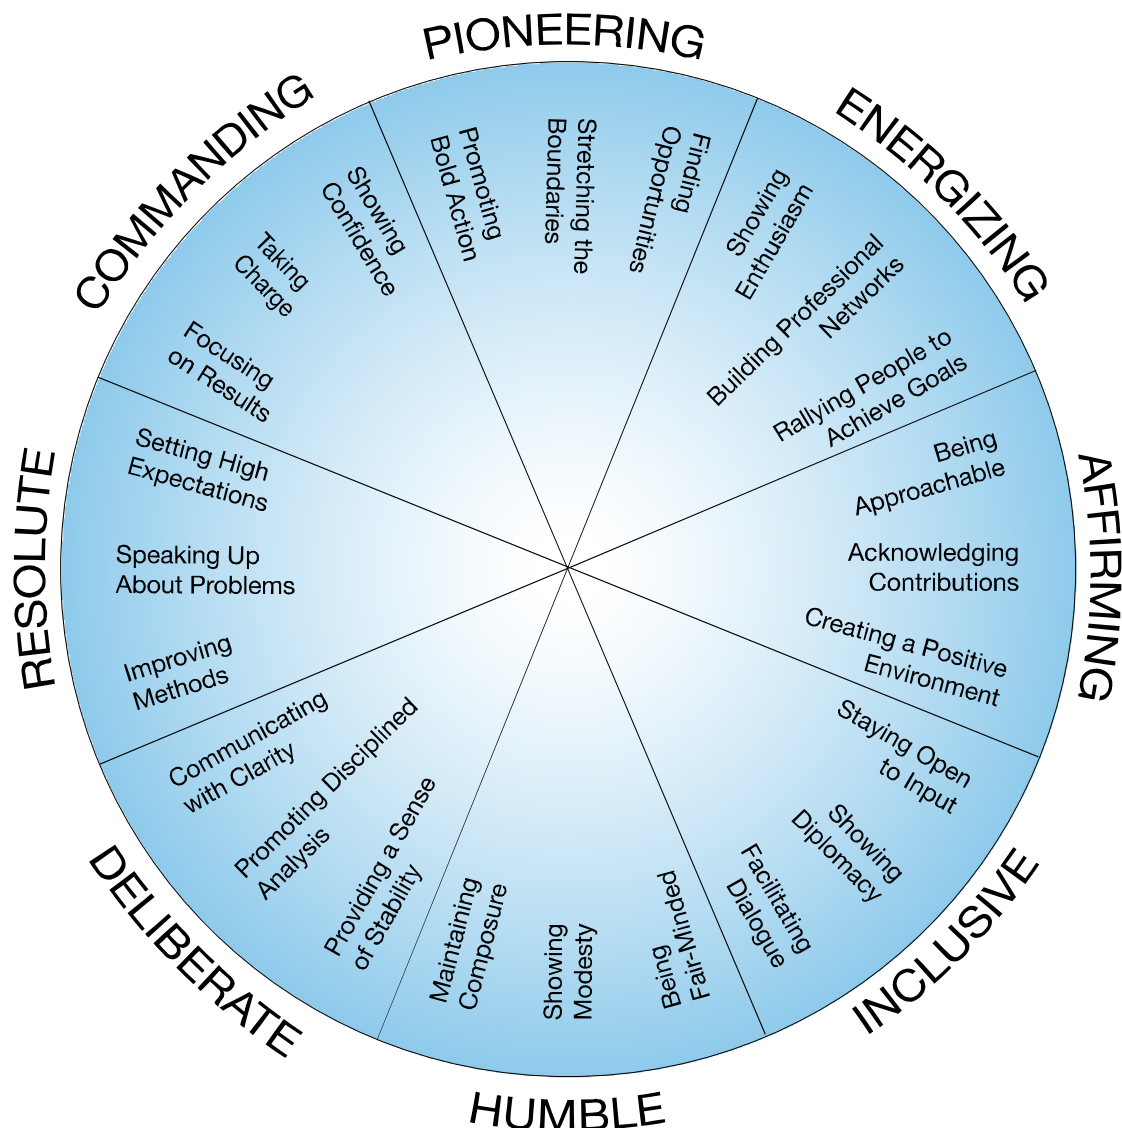 PIONEERING
Promoting
Bold Action
Stretching the
Boundaries
Finding
Opportunities
ENERGIZING
Showing
Enthusiasm
Building Professional
Networks
Rallying People to
Achieve Goals
AFFIRMING
Being
Approachable
Acknowledging
Contributions
Creating a Positive
Environment
INCLUSIVE
Staying Open
to Input
Showing
Diplomacy
Facilitating
Dialogue
HUMBLE
Being
Fair-Minded
Showing
Modesty
Maintaining
Composure
DELIBERATE
Providing a Sense
of Stability
Promoting Disciplined
Analysis
Communicating
with Clarity
RESOLUTE
Improving
Methods
Speaking Up
About Problems
Setting High
Expectations
COMMANDING
Focusing
on Results
Taking
Charge
Showing
Confidence